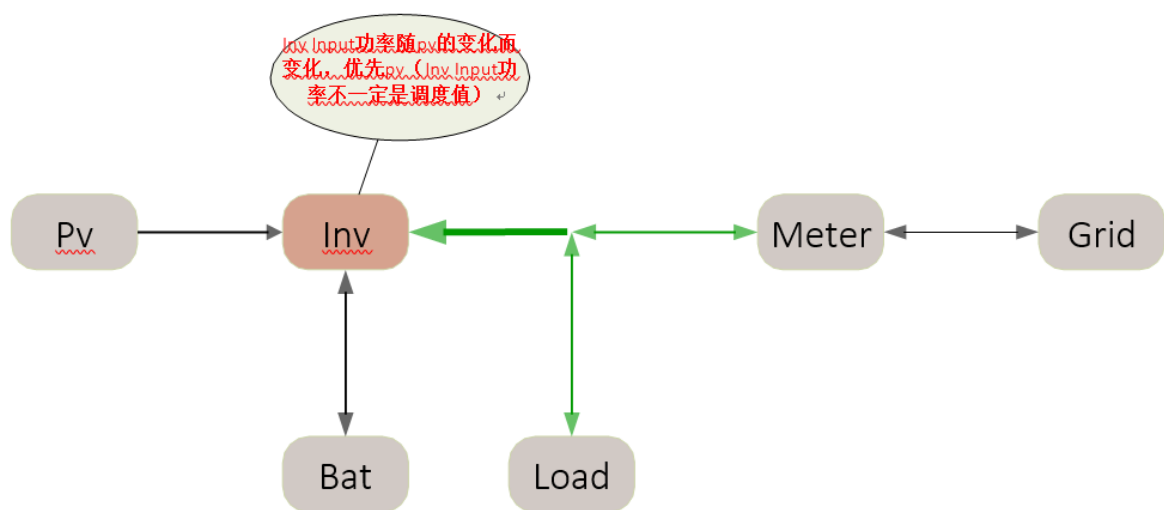 Inv Input功率随pv的变化而
变化，优先pv（Inv Input功
率不一定是调度值）
Pv
Inv
Meter
Grid
Bat
Load